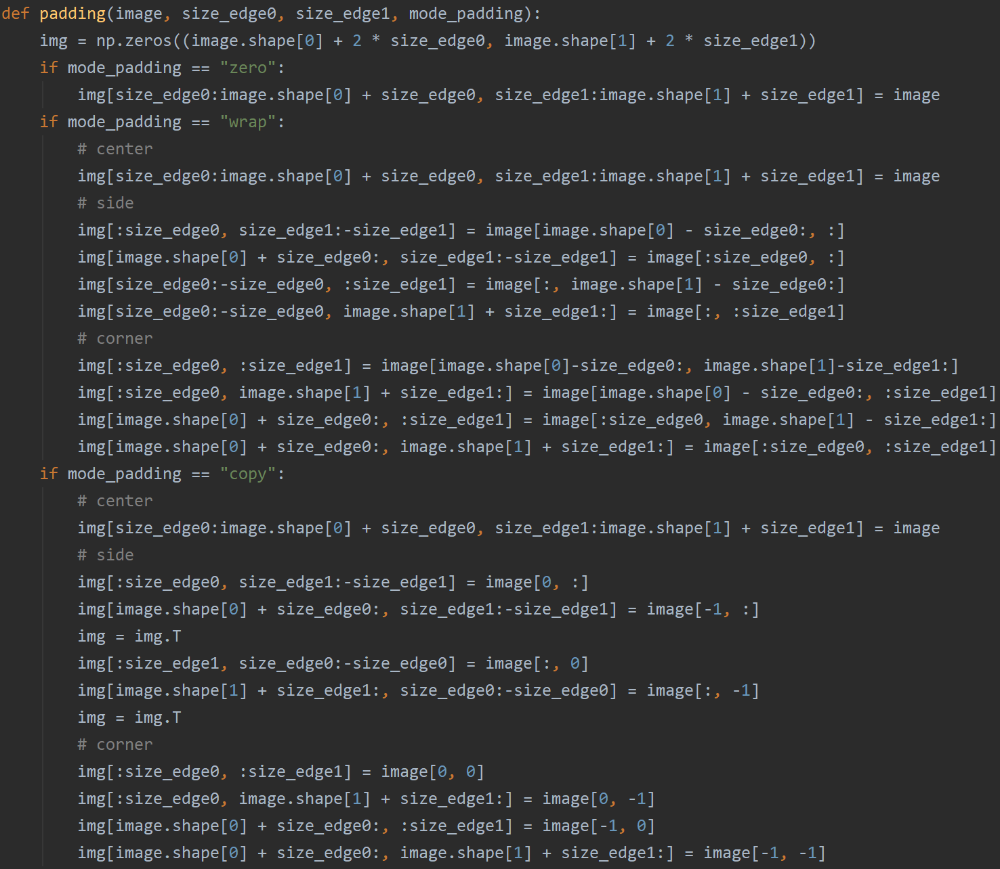 def padding(image, size_edge0, size_edge1, mode_padding):
    img = np.zeros((image.shape[0] + 2 * size_edge0, image.shape[1] + 2 * size_edge1))
    if mode_padding == "zero":
        img[size_edge0:image.shape[0] + size_edge0, size_edge1:image.shape[1] + size_edge1] = image
    if mode_padding == "wrap":
        # center
        img[size_edge0:image.shape[0] + size_edge0, size_edge1:image.shape[1] + size_edge1] = image
        # side
        img[:size_edge0, size_edge1:-size_edge1] = image[image.shape[0] - size_edge0:, :]
        img[image.shape[0] + size_edge0:, size_edge1:-size_edge1] = image[:size_edge0, :]
        img[size_edge0:-size_edge0, :size_edge1] = image[:, image.shape[1] - size_edge0:]
        img[size_edge0:-size_edge0, image.shape[1] + size_edge1:] = image[:, :size_edge1]
        # corner
        img[:size_edge0, :size_edge1] = image[image.shape[0]-size_edge0:, image.shape[1]-size_edge1:]
        img[:size_edge0, image.shape[1] + size_edge1:] = image[image.shape[0] - size_edge0:, :size_edge1]
        img[image.shape[0] + size_edge0:, :size_edge1] = image[:size_edge0, image.shape[1] - size_edge1:]
        img[image.shape[0] + size_edge0:, image.shape[1] + size_edge1:] = image[:size_edge0, :size_edge1]
    if mode_padding == "copy":
        # center
        img[size_edge0:image.shape[0] + size_edge0, size_edge1:image.shape[1] + size_edge1] = image
        # side
        img[:size_edge0, size_edge1:-size_edge1] = image[0, :]
        img[image.shape[0] + size_edge0:, size_edge1:-size_edge1] = image[-1, :]
        img = img.T
        img[:size_edge1, size_edge0:-size_edge0] = image[:, 0]
        img[image.shape[1] + size_edge1:, size_edge0:-size_edge0] = image[:, -1]
        img = img.T
        # corner
        img[:size_edge0, :size_edge1] = image[0, 0]
        img[:size_edge0, image.shape[1] + size_edge1:] = image[0, -1]
        img[image.shape[0] + size_edge0:, :size_edge1] = image[-1, 0]
        img[image.shape[0] + size_edge0:, image.shape[1] + size_edge1:] = image[-1, -1]